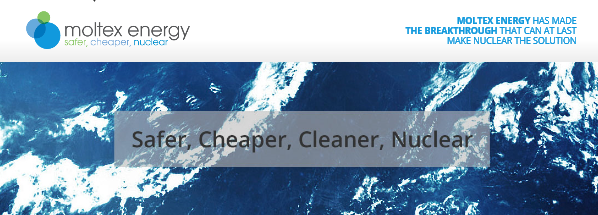 moltex energy
safer, cheaper, nuclear
MOLTEX ENERGY HAS MADE
THE BREAKTHROUGH THAT CAN AT LAST
MAKE NUCLEAR THE SOLUTION
Safer, Cheaper, Cleaner, Nuclear